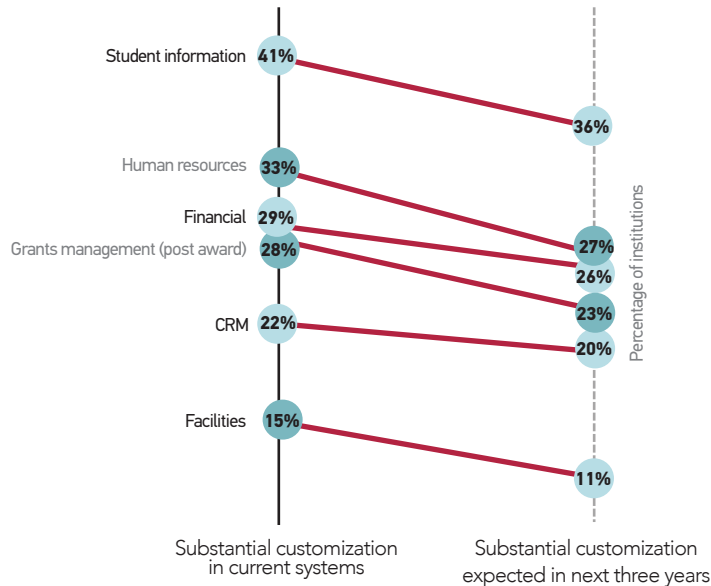 Student information
41%
36%
Human resources
33%
27%
Financial
29%
26%
Grants management (post award)
28%
23%
CRM
22%
20%
Facilities
15%
11%
Percentage of institutions
Substantial customization
in current systems
Substantial customization
expected in next three years